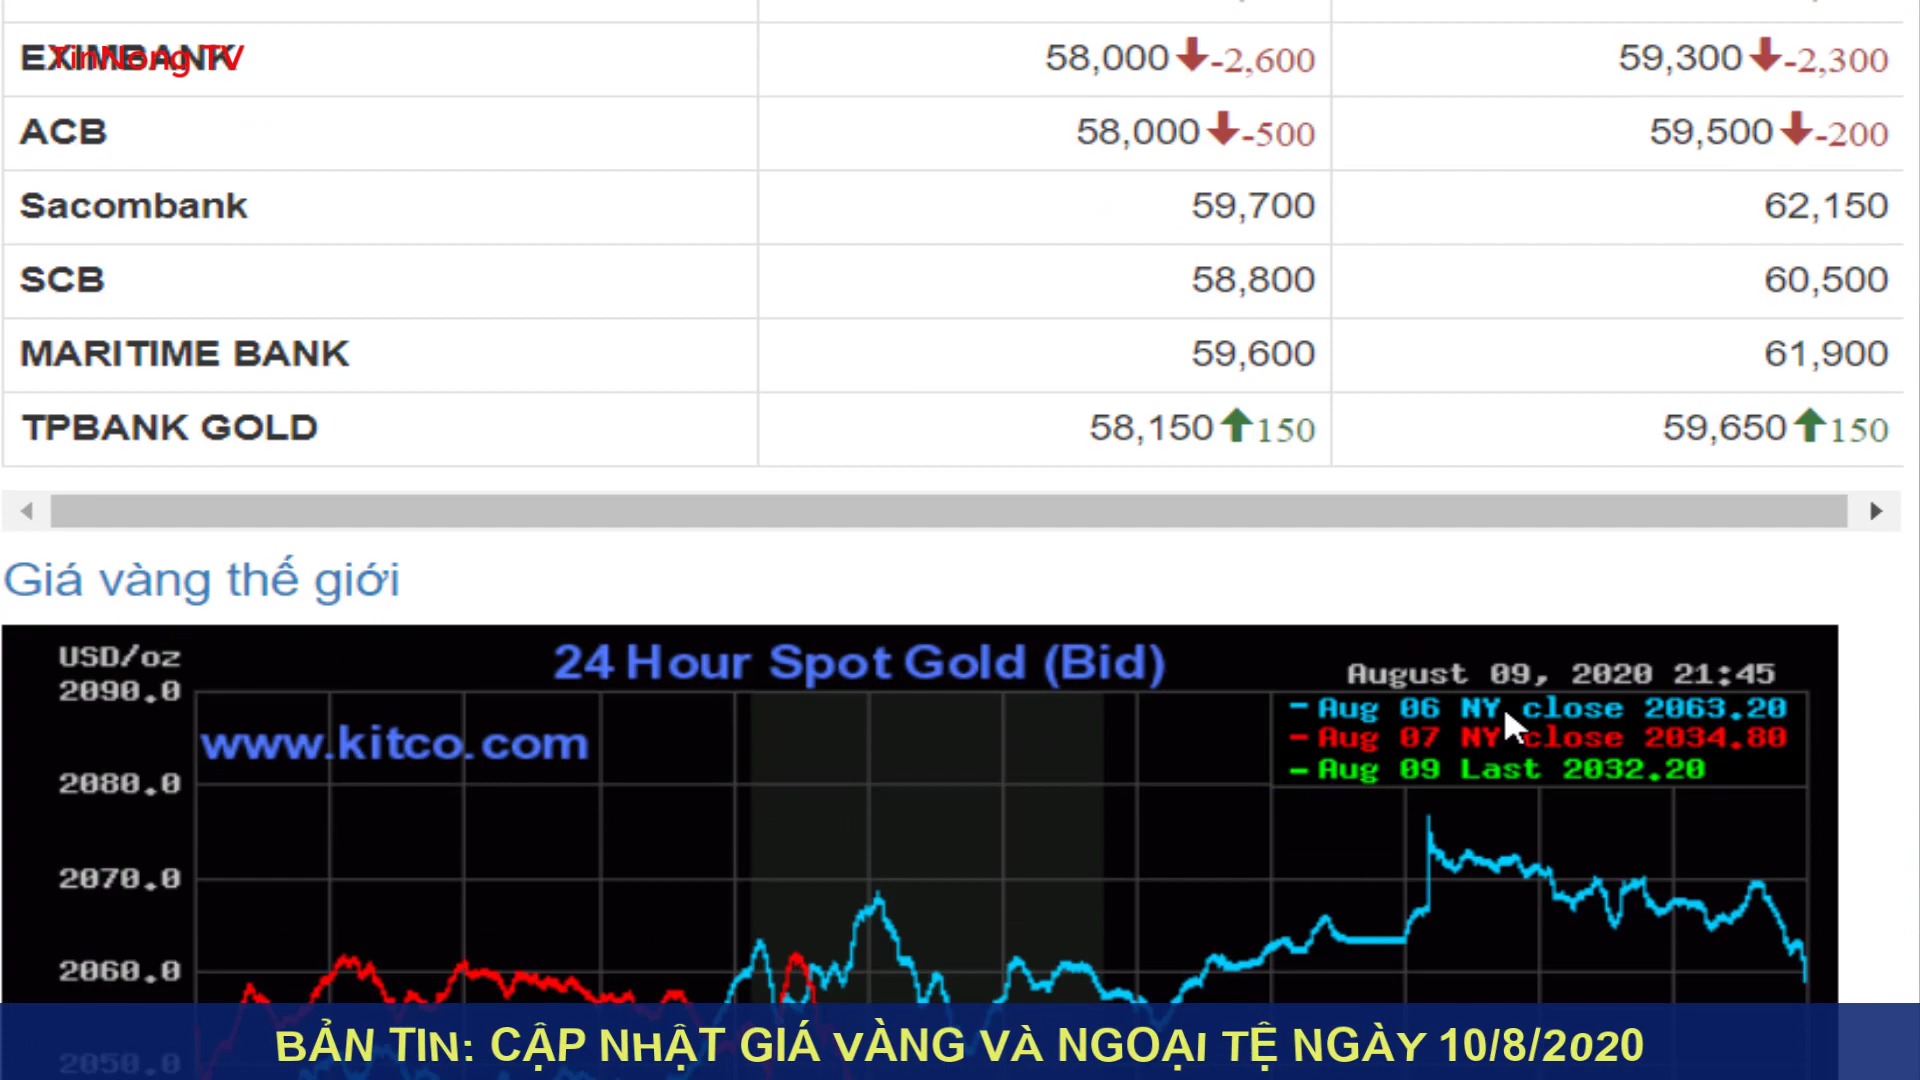 EXIMBANK 58,000 -2,600 59,300 -2,300
TinNong TV
ACB 58,000 -500 59,500 -200
Sacombank 59,700 62,150
SCB 58,800 60,500
MARITIME BANK 59,600 61,900
TPBANK GOLD 58,150 150 59,650 150
Giá vàng thế giới
USD/oz 24 Hour Spot Gold (Bid) August 09, 2020 21:45
2090.0
Aug 06 NY close 2063.20
www.kitco.com
Aug 07 NY close 2034.80
Aug 09 Last 2032.20
2080.0
2070.0
2060.0
2050.0
BẢN TIN: CẬP NHẬT GIÁ VÀNG VÀ NGOẠI TỆ NGÀY 10/8/2020